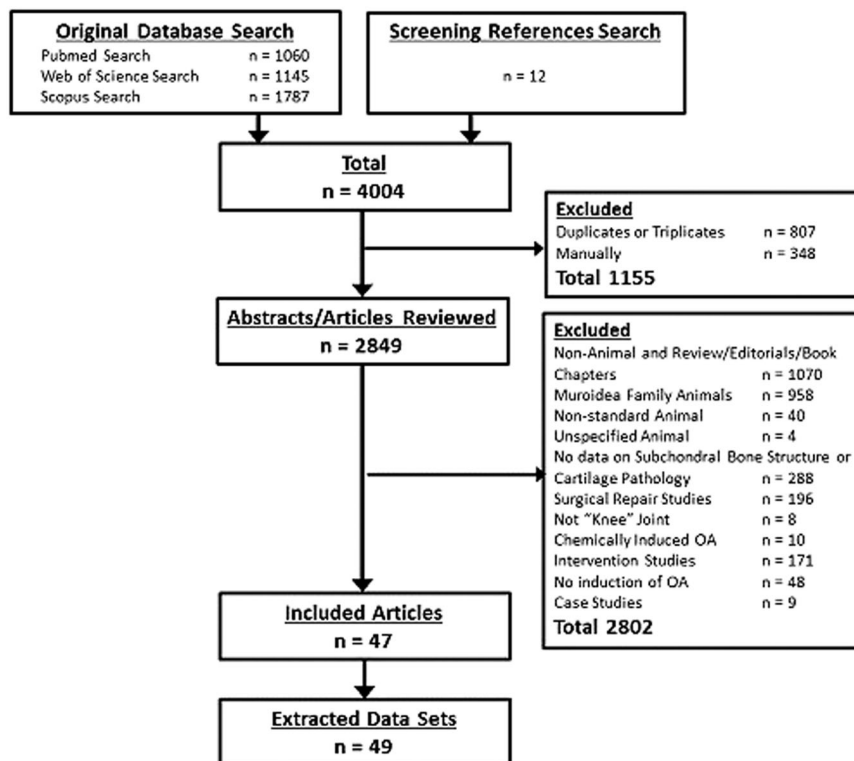 Original Database Search
Pubmed Search n = 1060
Web of Science Search n = 1145
Scopus Search n = 1787
Screening References Search
n = 12
Total
n = 4004
Excluded
Duplicates or Triplicates n = 807
Manually n = 348
Total 1155
Abstracts/Articles Reviewed
n = 2849
Excluded
Non-Animal and Review/Editorials/Book
Chapters n = 1070
Muroidea Family Animals n = 958
Non-standard Animal n = 40
Unspecified Animal n = 4
No data on Subchondral Bone Structure or
Cartilage Pathology n = 288
Surgical Repair Studies n = 196
Not "Knee" Joint n = 8
Chemically Induced OA n = 10
Intervention Studies n = 171
No induction of OA n = 48
Case Studies n = 9
Total 2802
Included Articles
n = 47
Extracted Data Sets
n = 49